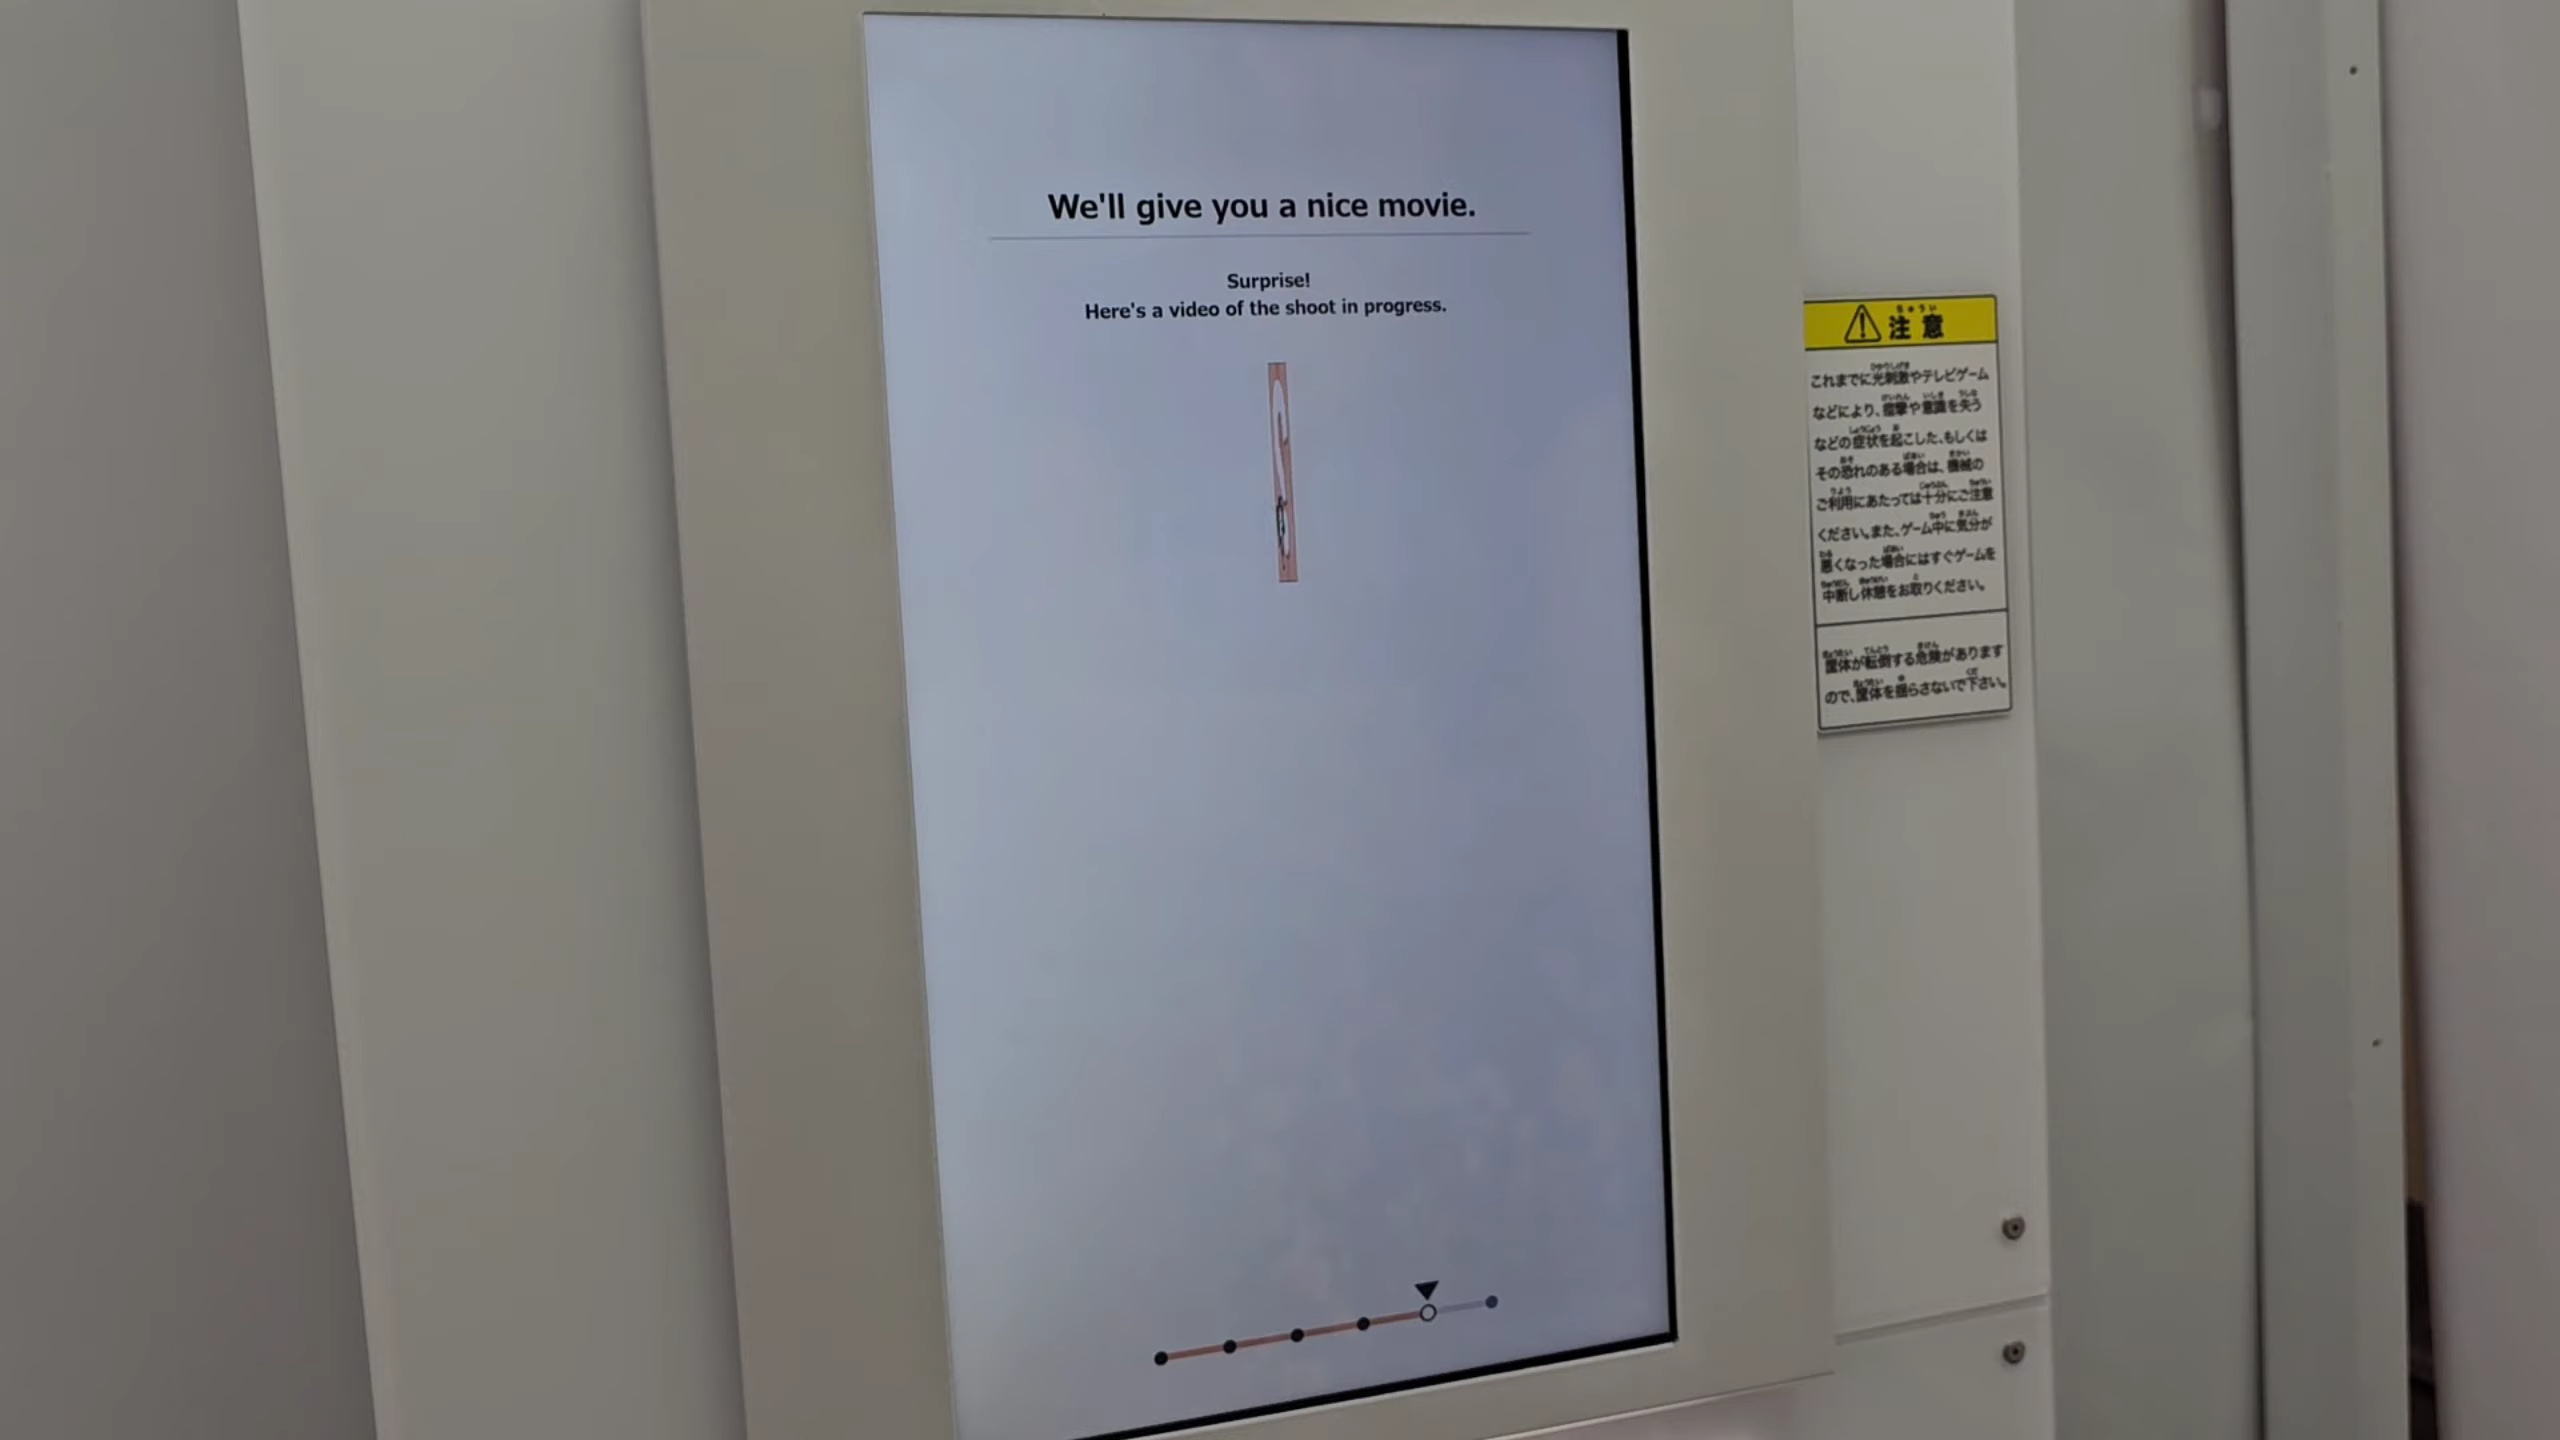 We'll give you a nice movie.
Surprise!
Here's a video of the shoot in progress.
注意
これまでに光刺激やテレビゲーム
などにより、痙攣や意識を失う
などの症状を起こした、もしくは
その恐れのある場合は、機械の
ご利用にあたっては十分にご注意
ください。また、ゲーム中に気分が
悪くなった場合にはすぐゲームを
中断し休憩をお取りください。
筐体が転倒する危険があります
ので、筐体を揺らさないで下さい。